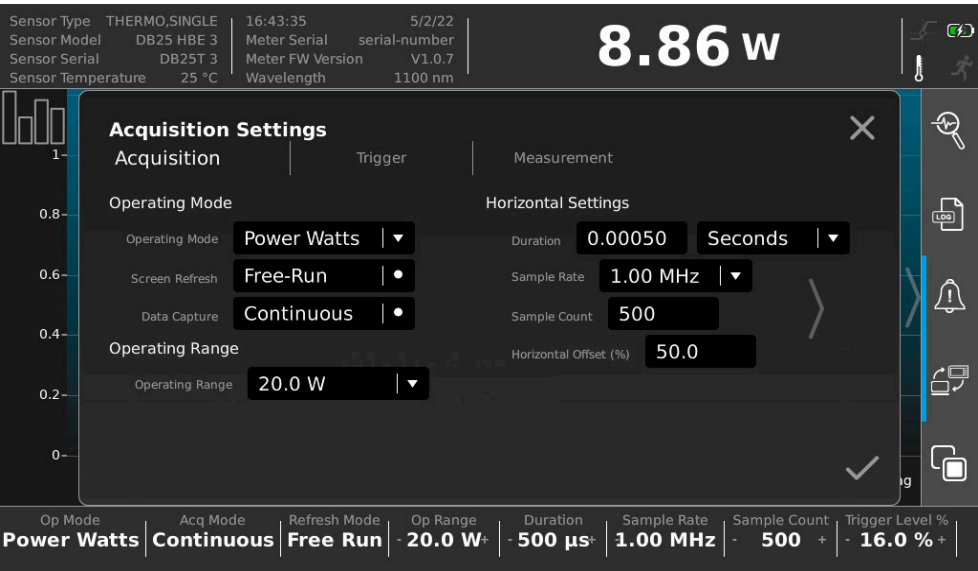 Sensor Type THERMO,SINGLE
Sensor Model DB25 HBE 3
Sensor Serial DB25T 3
Sensor Temperature 25 °C
16:43:35 5/2/22
Meter Serial serial-number
Meter FW Version V1.0.7
Wavelength 1100 nm
8.86 W
Acquisition Settings
Acquisition Trigger Measurement
Operating Mode
Operating Mode Power Watts
Screen Refresh Free-Run
Data Capture Continuous
Operating Range
Operating Range 20.0 W
Horizontal Settings
Duration 0.00050 Seconds
Sample Rate 1.00 MHz
Sample Count 500
Horizontal Offset (%) 50.0
1
0.8
0.6
0.4
0.2
0
LOG
ng
Op Mode Acq Mode Refresh Mode Op Range Duration Sample Rate Sample Count Trigger Level %
Power Watts Continuous Free Run - 20.0 W + - 500 µs + 1.00 MHz - 500 + - 16.0 % +